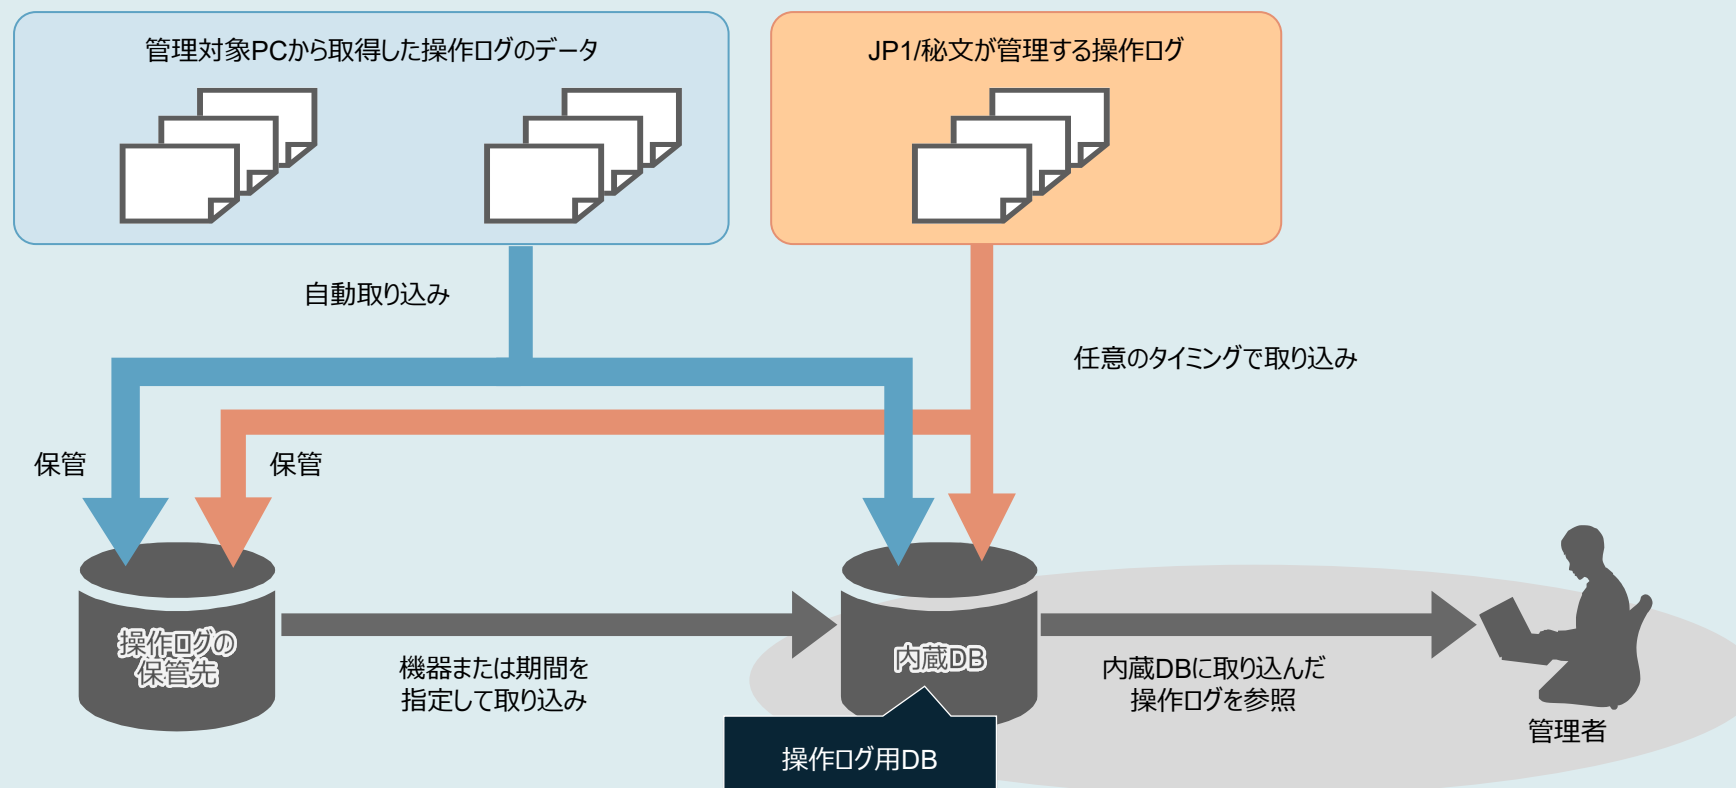 管理対象PCから取得した操作ログのデータ
JP1/秘文が管理する操作ログ
自動取り込み
任意のタイミングで取り込み
保管
保管
操作ログの
保管先
機器または期間を
指定して取り込み
内蔵DB
内蔵DBに取り込んだ
操作ログを参照
管理者
操作ログ用DB